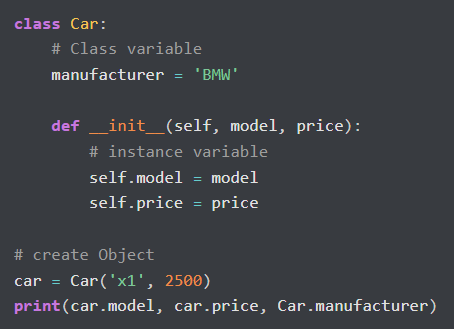 class Car:
    # Class variable
    manufacturer = 'BMW'

    def __init__(self, model, price):
        # instance variable
        self.model = model
        self.price = price

# create Object
car = Car('x1', 2500)
print(car.model, car.price, Car.manufacturer)